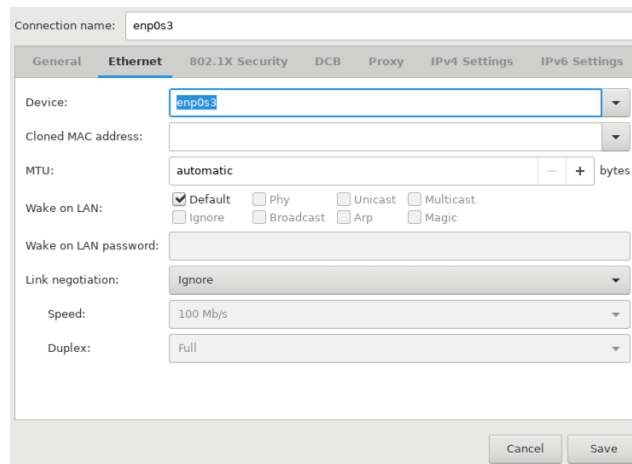 Connection name: enp0s3
General Ethernet 802.1X Security DCB Proxy IPv4 Settings IPv6 Settings
Device: enp0s3
Cloned MAC address:
MTU: automatic − + bytes
Wake on LAN: Default Phy Unicast Multicast
Ignore Broadcast Arp Magic
Wake on LAN password:
Link negotiation: Ignore
Speed: 100 Mb/s
Duplex: Full
Cancel Save